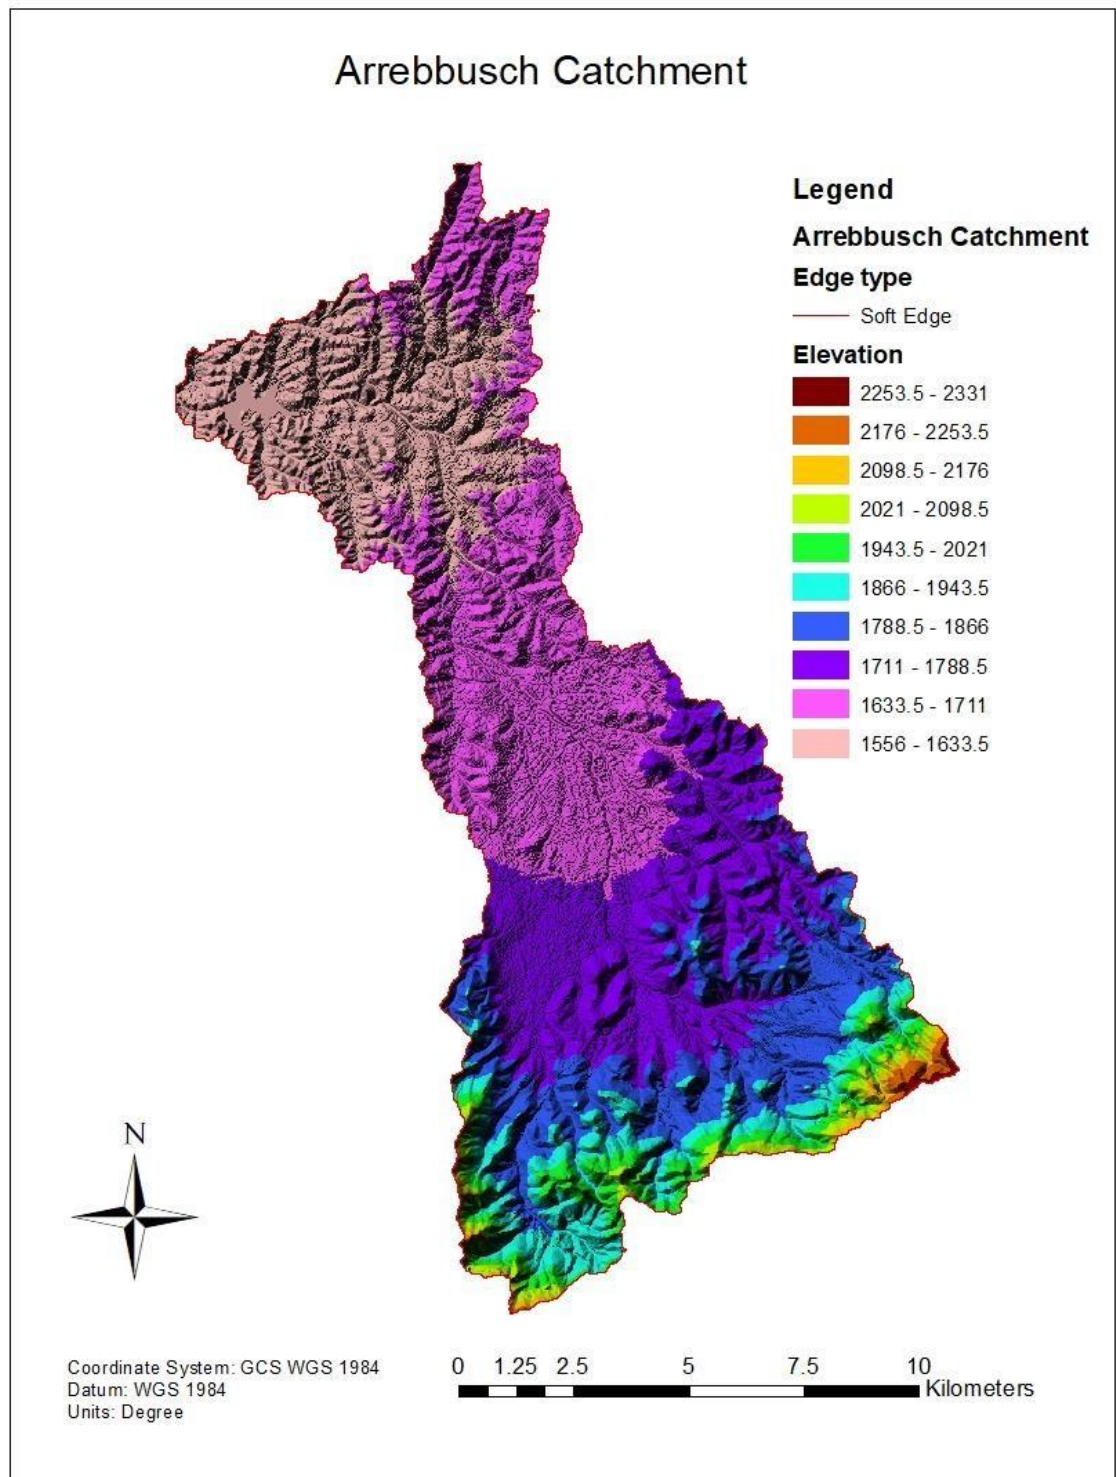 Arrebbusch Catchment
Legend
Arrebbusch Catchment
Edge type
Soft Edge
Elevation
2253.5 - 2331
2176 - 2253.5
2098.5 - 2176
2021 - 2098.5
1943.5 - 2021
1866 - 1943.5
1788.5 - 1866
1711 - 1788.5
1633.5 - 1711
1556 - 1633.5
N
Coordinate System: GCS WGS 1984
Datum: WGS 1984
Units: Degree
0 1.25 2.5 5 7.5 10
Kilometers